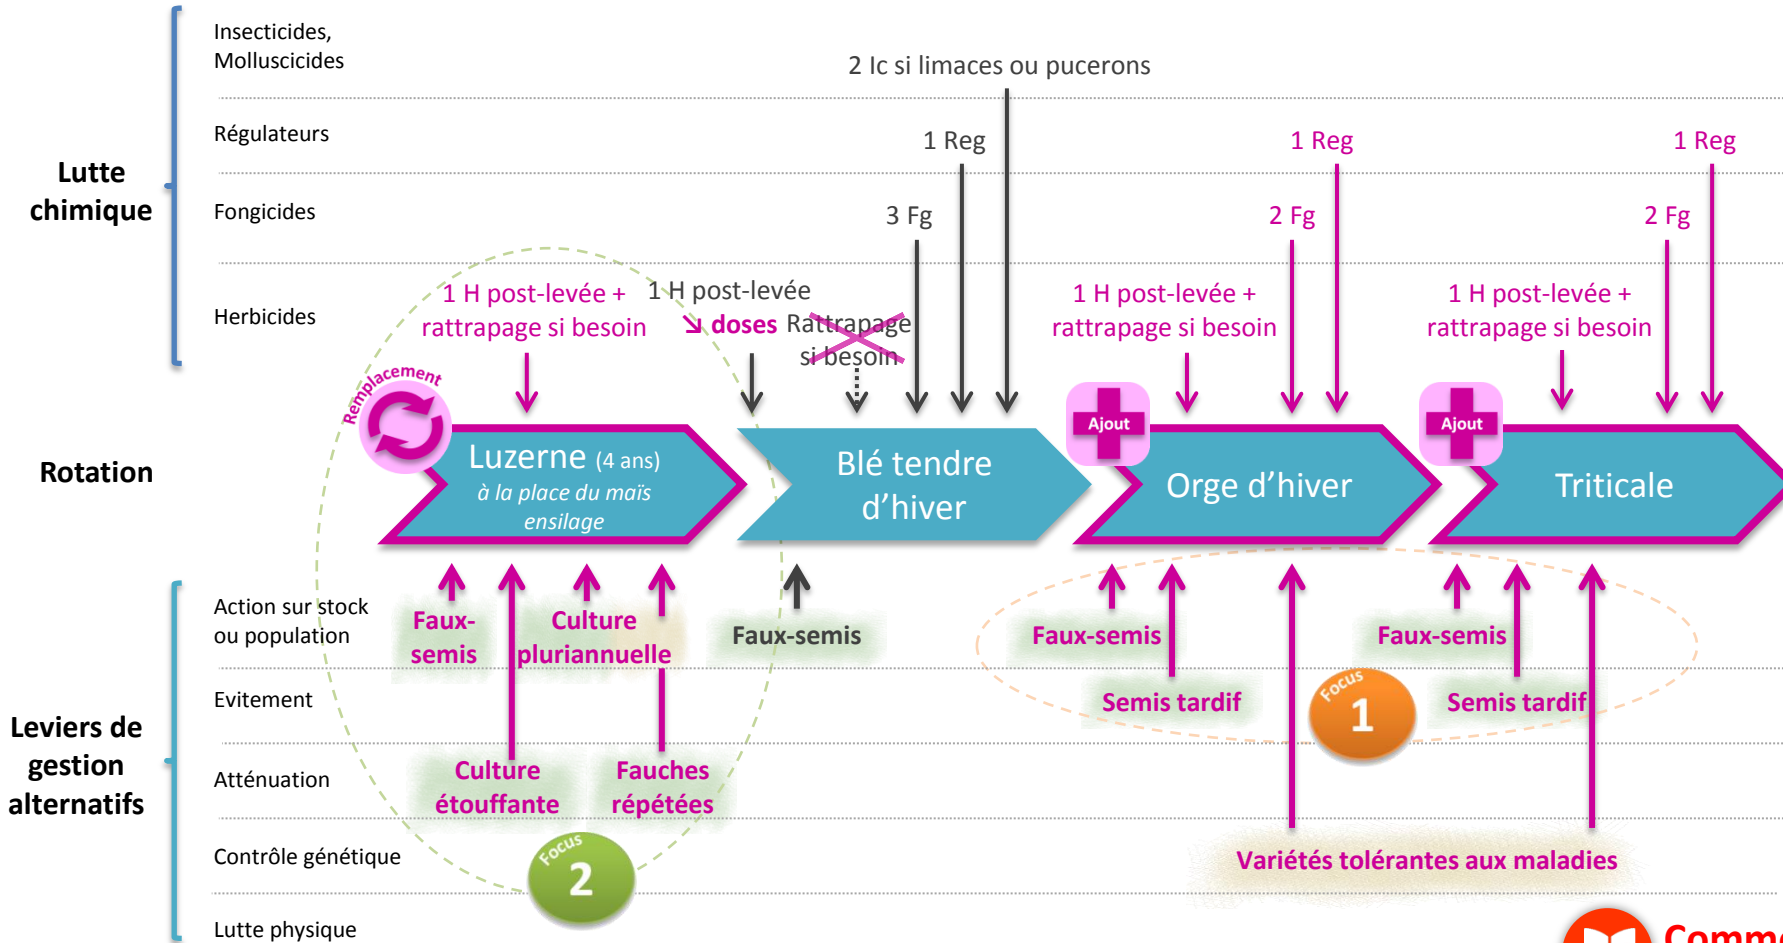 Insecticides,
Molluscicides
2 Ic si limaces ou pucerons
Régulateurs
1 Reg
1 Reg
1 Reg
Lutte
chimique
Fongicides
3 Fg
2 Fg
2 Fg
Herbicides
1 H post-levée +
rattrapage si besoin
1 H post-levée
↘ doses
Rattrapage
si besoin
1 H post-levée +
rattrapage si besoin
1 H post-levée +
rattrapage si besoin
Remplacement
Ajout
Ajout
Rotation
Luzerne (4 ans)
à la place du maïs
ensilage
Blé tendre
d'hiver
Orge d'hiver
Triticale
Leviers de
gestion
alternatifs
Action sur stock
ou population
Faux-
semis
Culture
pluriannuelle
Faux-semis
Faux-semis
Faux-semis
Evitement
Semis tardif
Focus
1
Semis tardif
Atténuation
Culture
étouffante
Fauches
répétées
Contrôle génétique
Focus
2
Variétés tolérantes aux maladies
Lutte physique